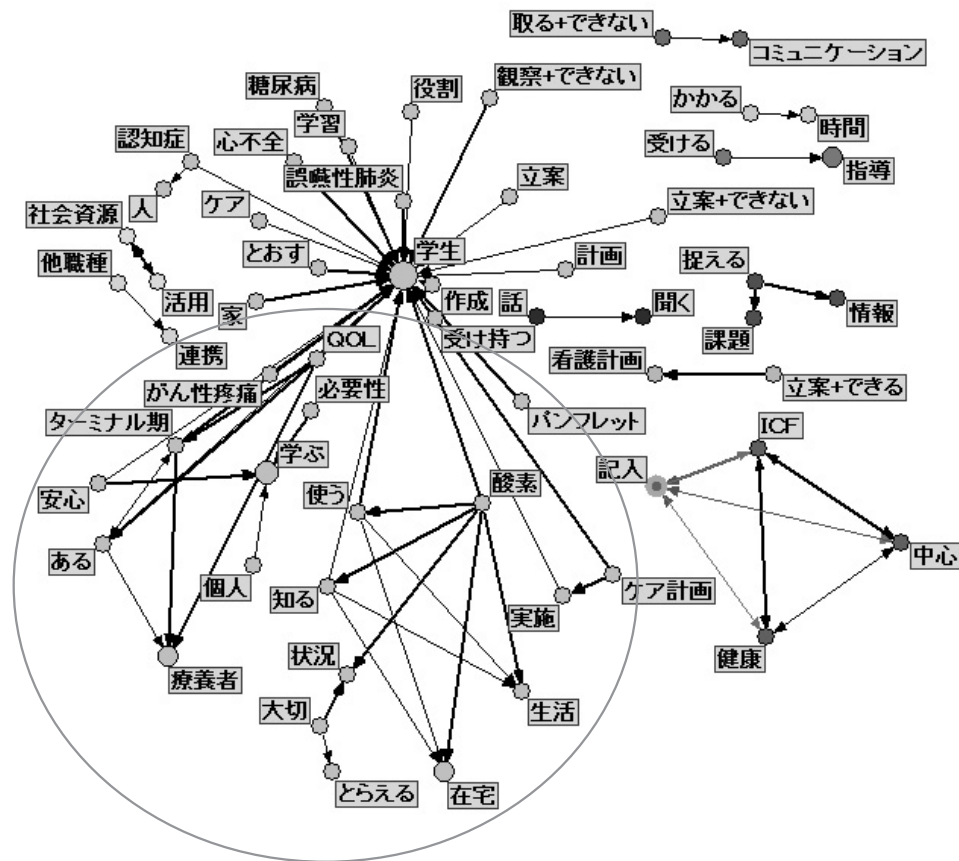 取る+できない
コミュニケーション
糖尿病
役割
観察+できない
かかる
時間
学習
認知症
心不全
受ける
指導
誤嚥性肺炎
立案
人
ケア
立案+できない
社会資源
学生
とおす
計画
捉える
他職種
活用
作成
話
聞く
情報
家
受け持つ
課題
連携
QOL
看護計画
がん性疼痛
必要性
立案+できる
ターミナル期
パンフレット
ICF
学ぶ
記入
安心
使う
酸素
ある
中心
個人
知る
実施
ケア計画
状況
健康
療養者
大切
生活
とらえる
在宅